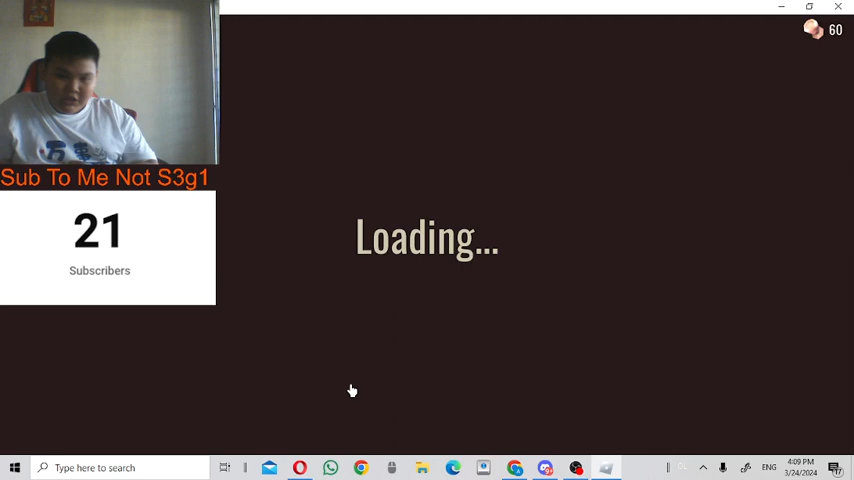 60
Sub To Me Not S3g1
21
Subscribers
Loading...
Type here to search
ENG
4:09 PM
3/24/2024